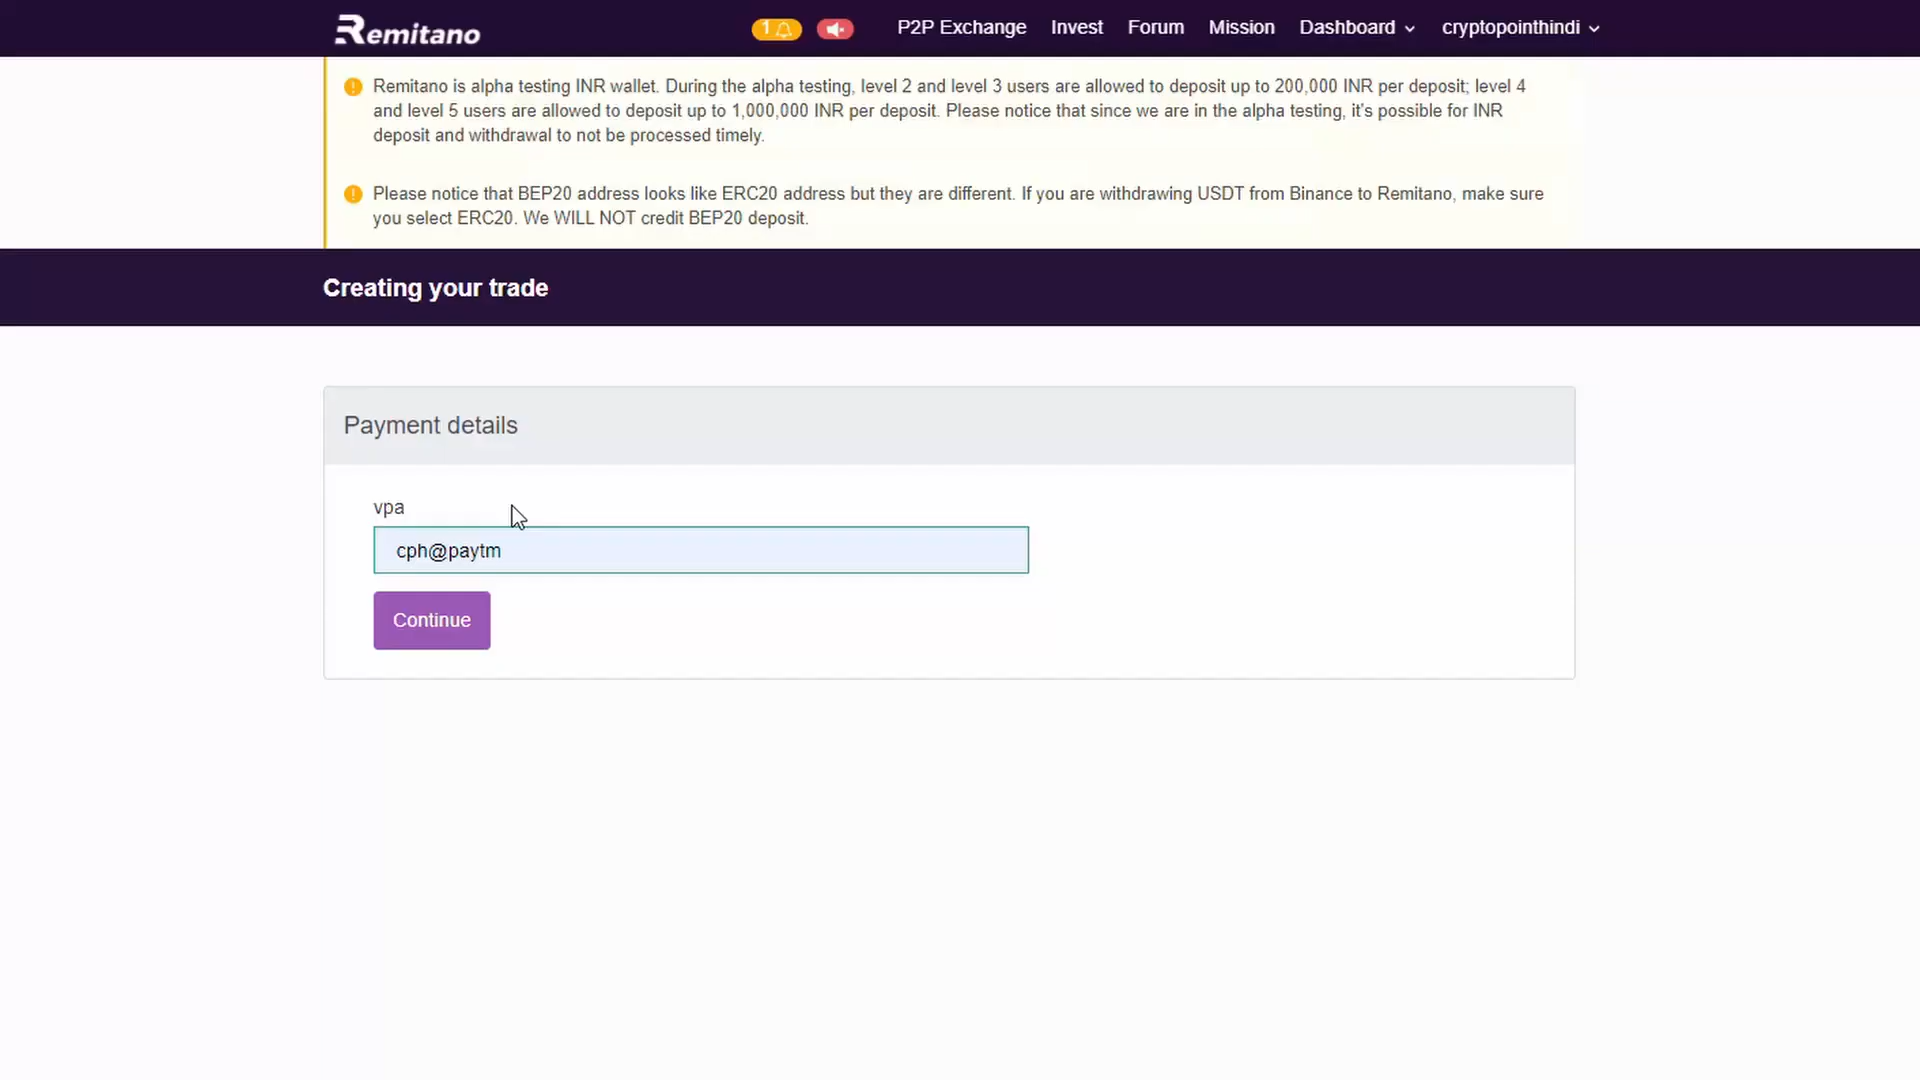 Remitano
1
P2P Exchange
Invest
Forum
Mission
Dashboard
cryptopointhindi
Remitano is alpha testing INR wallet. During the alpha testing, level 2 and level 3 users are allowed to deposit up to 200,000 INR per deposit; level 4
and level 5 users are allowed to deposit up to 1,000,000 INR per deposit. Please notice that since we are in the alpha testing, it's possible for INR
deposit and withdrawal to not be processed timely.
Please notice that BEP20 address looks like ERC20 address but they are different. If you are withdrawing USDT from Binance to Remitano, make sure
you select ERC20. We WILL NOT credit BEP20 deposit.
Creating your trade
Payment details
vpa
cph@paytm
Continue